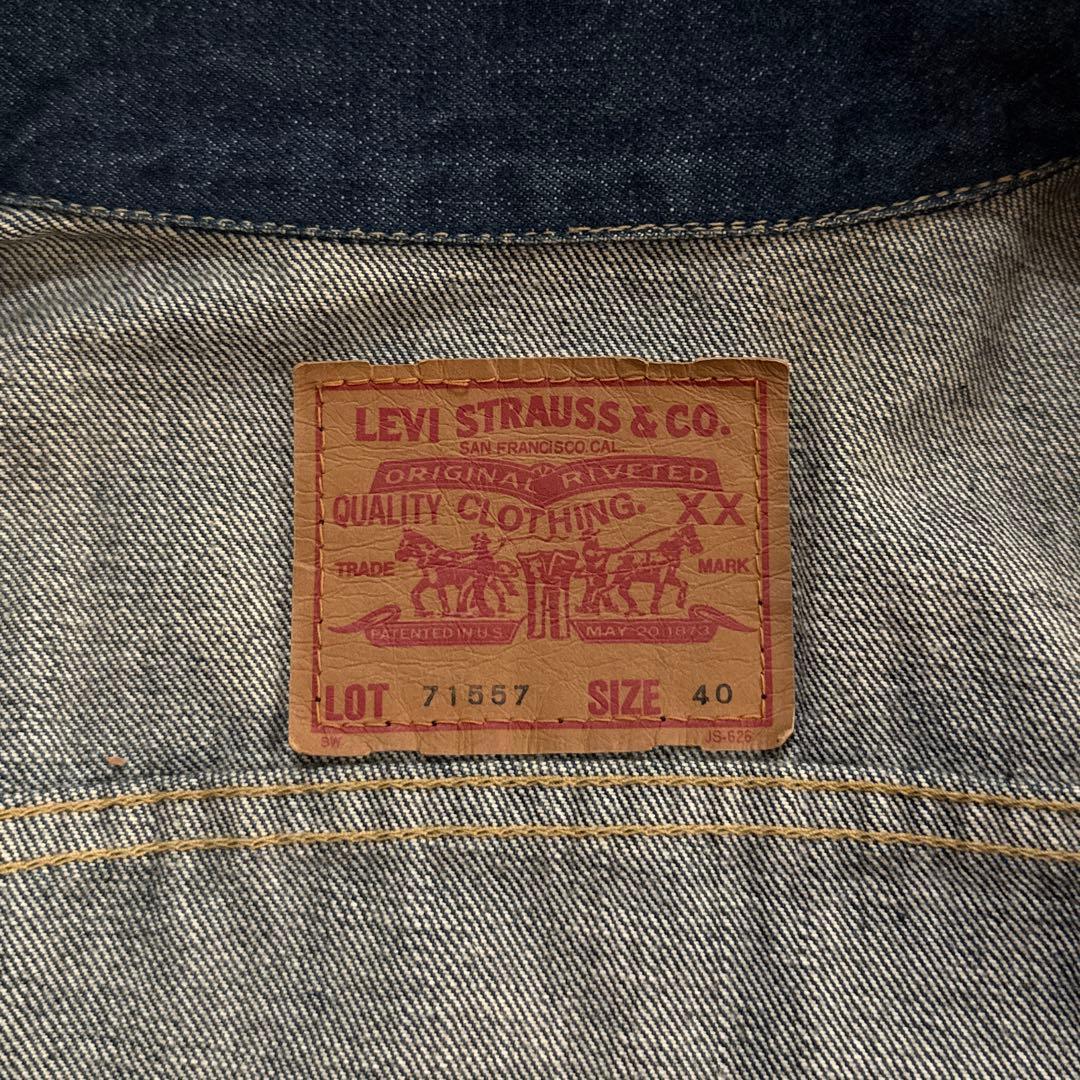 LEVI STRAUSS & CO.
SAN FRANCISCO CAL
ORIGINAL RIVETED
QUALITY CLOTHING. XX
TRADE MARK
PATENTED IN U.S. MAY 20 1873
LOT 71557 SIZE 40
BW JS-626